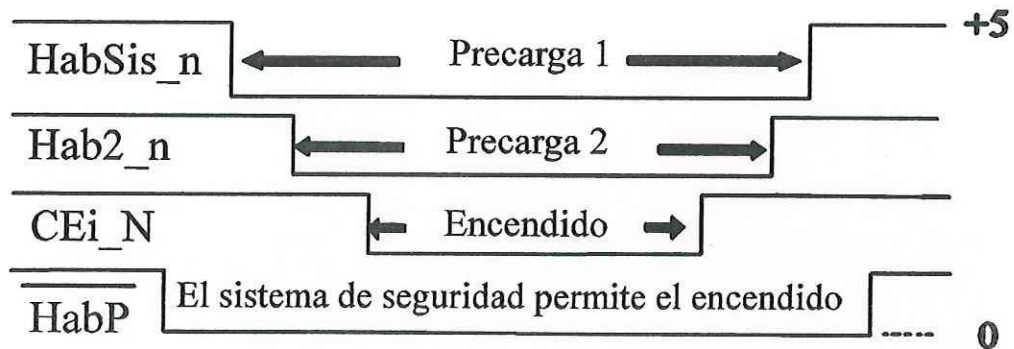 +5
HabSis_n Precarga 1
Hab2_n Precarga 2
CEi_N Encendido
HabP El sistema de seguridad permite el encendido
0